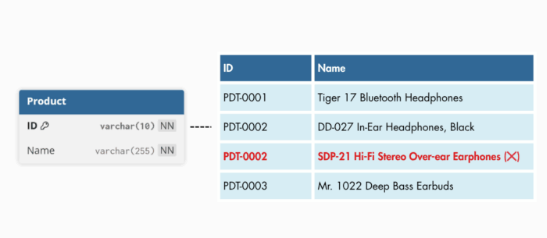 Product
ID varchar(10) NN
Name varchar(255) NN
ID Name
PDT-0001 Tiger 17 Bluetooth Headphones
PDT-0002 DD-027 In-Ear Headphones, Black
PDT-0002 SDP-21 Hi-Fi Stereo Over-ear Earphones (X)
PDT-0003 Mr. 1022 Deep Bass Earbuds